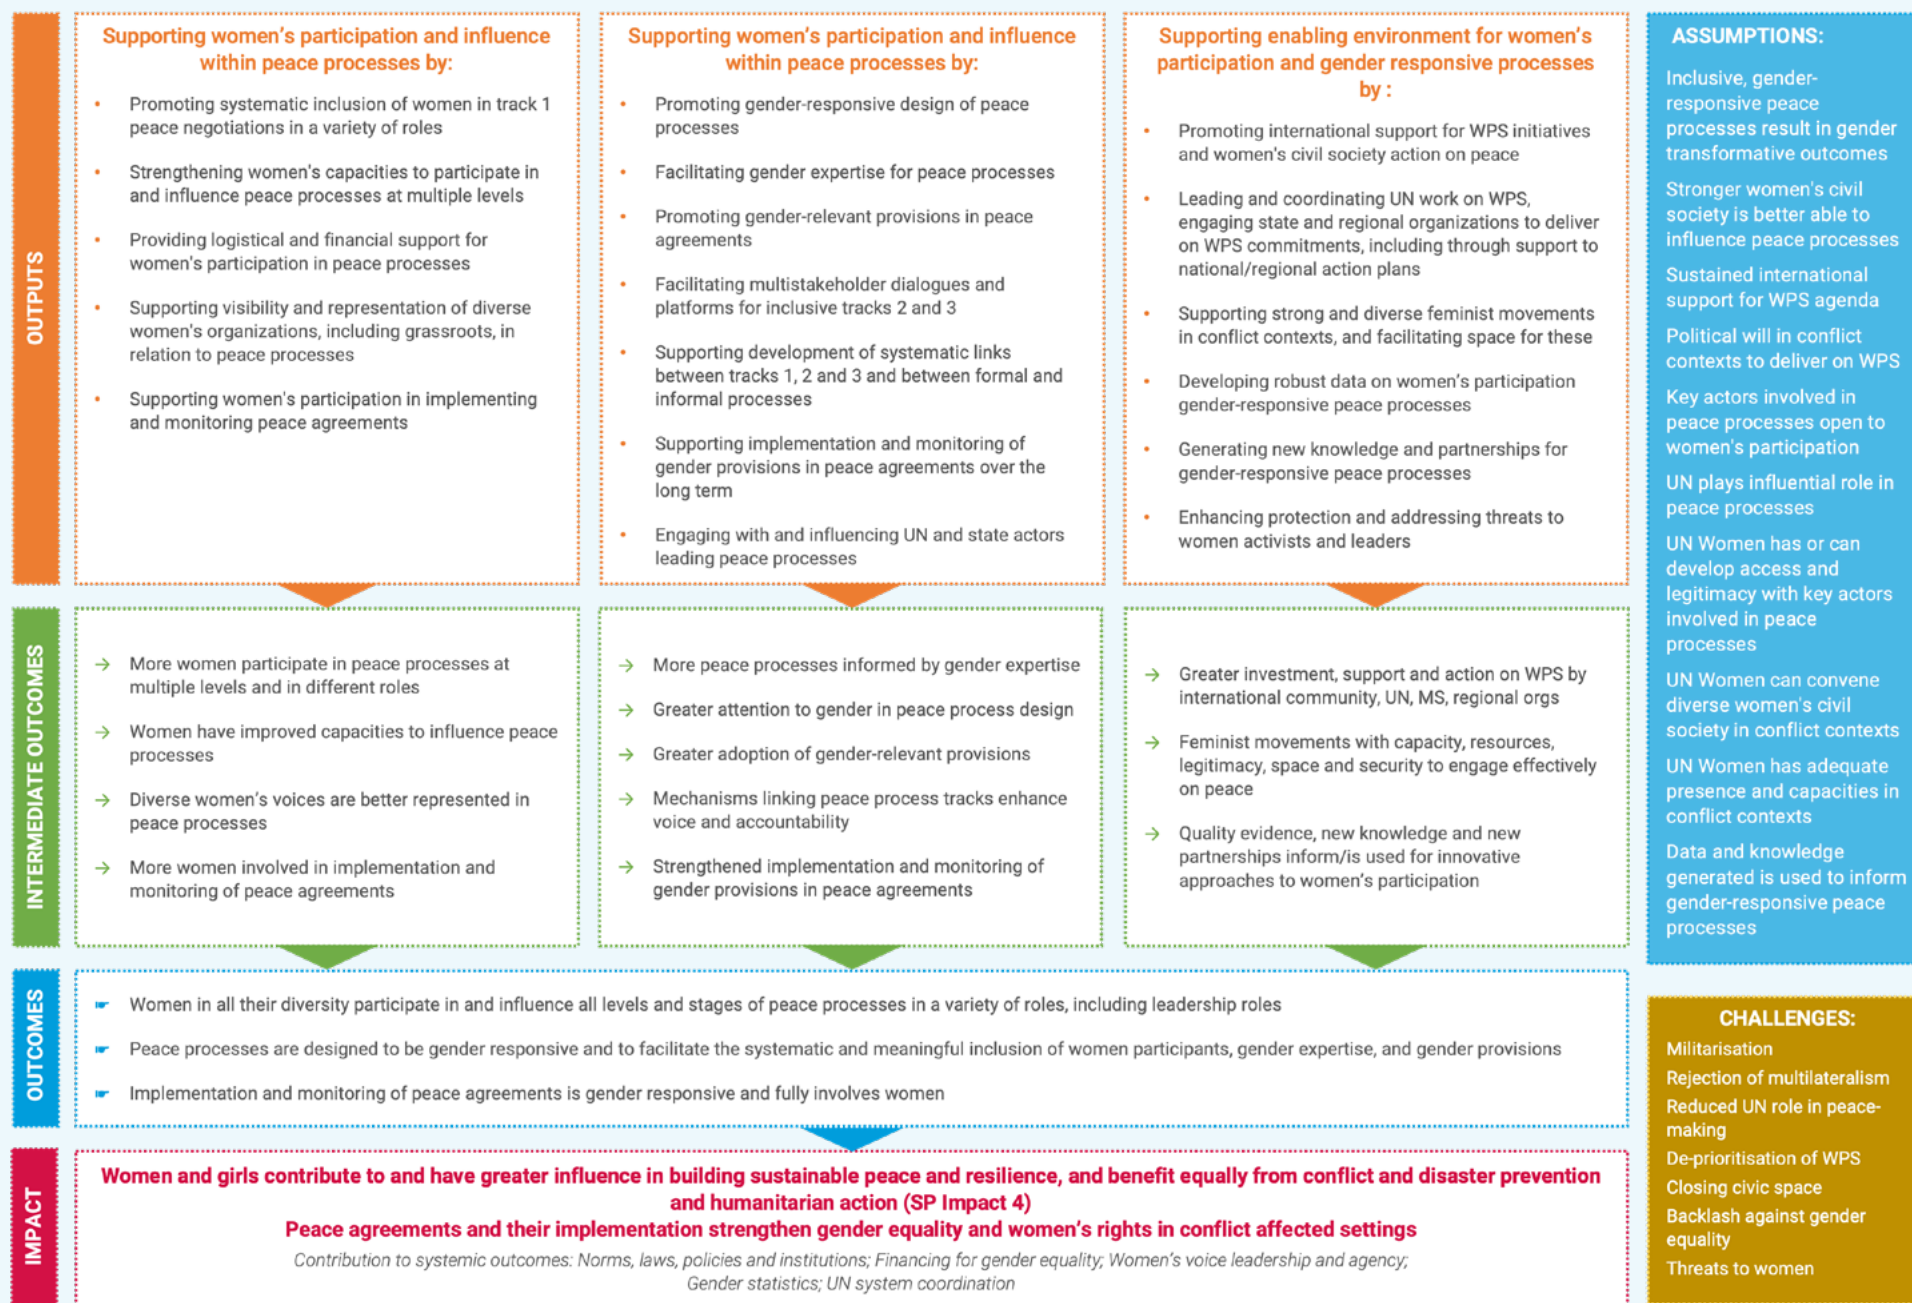 OUTPUTS
Supporting women's participation and influence
within peace processes by:
• Promoting systematic inclusion of women in track 1
peace negotiations in a variety of roles
• Strengthening women's capacities to participate in
and influence peace processes at multiple levels
• Providing logistical and financial support for
women's participation in peace processes
• Supporting visibility and representation of diverse
women's organizations, including grassroots, in
relation to peace processes
• Supporting women's participation in implementing
and monitoring peace agreements
Supporting women's participation and influence
within peace processes by:
• Promoting gender-responsive design of peace
processes
• Facilitating gender expertise for peace processes
• Promoting gender-relevant provisions in peace
agreements
• Facilitating multistakeholder dialogues and
platforms for inclusive tracks 2 and 3
• Supporting development of systematic links
between tracks 1, 2 and 3 and between formal and
informal processes
• Supporting implementation and monitoring of
gender provisions in peace agreements over the
long term
• Engaging with and influencing UN and state actors
leading peace processes
Supporting enabling environment for women's
participation and gender responsive processes
by :
• Promoting international support for WPS initiatives
and women's civil society action on peace
• Leading and coordinating UN work on WPS,
engaging state and regional organizations to deliver
on WPS commitments, including through support to
national/regional action plans
• Supporting strong and diverse feminist movements
in conflict contexts, and facilitating space for these
• Developing robust data on women's participation
gender-responsive peace processes
• Generating new knowledge and partnerships for
gender-responsive peace processes
• Enhancing protection and addressing threats to
women activists and leaders
INTERMEDIATE OUTCOMES
→ More women participate in peace processes at
multiple levels and in different roles
→ Women have improved capacities to influence peace
processes
→ Diverse women's voices are better represented in
peace processes
→ More women involved in implementation and
monitoring of peace agreements
→ More peace processes informed by gender expertise
→ Greater attention to gender in peace process design
→ Greater adoption of gender-relevant provisions
→ Mechanisms linking peace process tracks enhance
voice and accountability
→ Strengthened implementation and monitoring of
gender provisions in peace agreements
→ Greater investment, support and action on WPS by
international community, UN, MS, regional orgs
→ Feminist movements with capacity, resources,
legitimacy, space and security to engage effectively
on peace
→ Quality evidence, new knowledge and new
partnerships inform/is used for innovative
approaches to women's participation
OUTCOMES
Women in all their diversity participate in and influence all levels and stages of peace processes in a variety of roles, including leadership roles
Peace processes are designed to be gender responsive and to facilitate the systematic and meaningful inclusion of women participants, gender expertise, and gender provisions
Implementation and monitoring of peace agreements is gender responsive and fully involves women
IMPACT
Women and girls contribute to and have greater influence in building sustainable peace and resilience, and benefit equally from conflict and disaster prevention
and humanitarian action (SP Impact 4)
Peace agreements and their implementation strengthen gender equality and women's rights in conflict affected settings
Contribution to systemic outcomes: Norms, laws, policies and institutions; Financing for gender equality; Women's voice leadership and agency;
Gender statistics; UN system coordination
ASSUMPTIONS:
Inclusive, gender-
responsive peace
processes result in gender
transformative outcomes
Stronger women's civil
society is better able to
influence peace processes
Sustained international
support for WPS agenda
Political will in conflict
contexts to deliver on WPS
Key actors involved in
peace processes open to
women's participation
UN plays influential role in
peace processes
UN Women has or can
develop access and
legitimacy with key actors
involved in peace
processes
UN Women can convene
diverse women's civil
society in conflict contexts
UN Women has adequate
presence and capacities in
conflict contexts
Data and knowledge
generated is used to inform
gender-responsive peace
processes
CHALLENGES:
Militarisation
Rejection of multilateralism
Reduced UN role in peace-
making
De-prioritisation of WPS
Closing civic space
Backlash against gender
equality
Threats to women